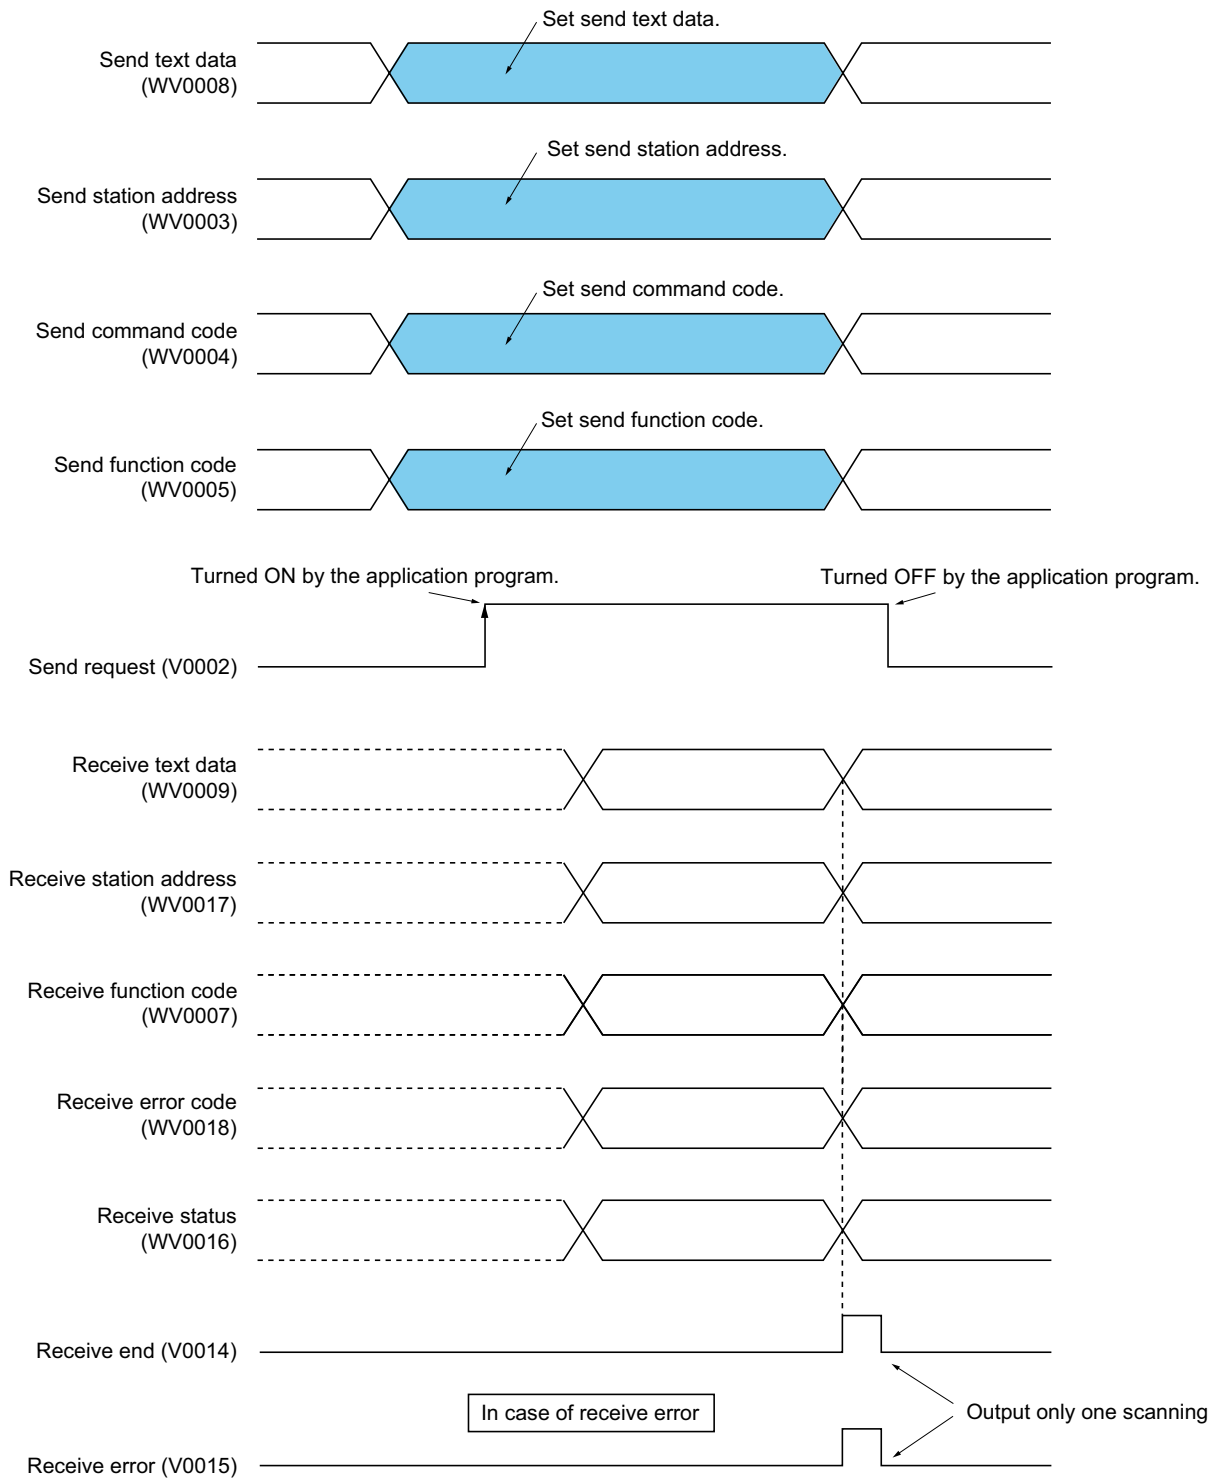 Set send text data.
Send text data
(WV0008)
Set send station address.
Send station address
(WV0003)
Set send command code.
Send command code
(WV0004)
Set send function code.
Send function code
(WV0005)
Turned ON by the application program.
Turned OFF by the application program.
Send request (V0002)
Receive text data
(WV0009)
Receive station address
(WV0017)
Receive function code
(WV0007)
Receive error code
(WV0018)
Receive status
(WV0016)
Receive end (V0014)
In case of receive error
Output only one scanning
Receive error (V0015)